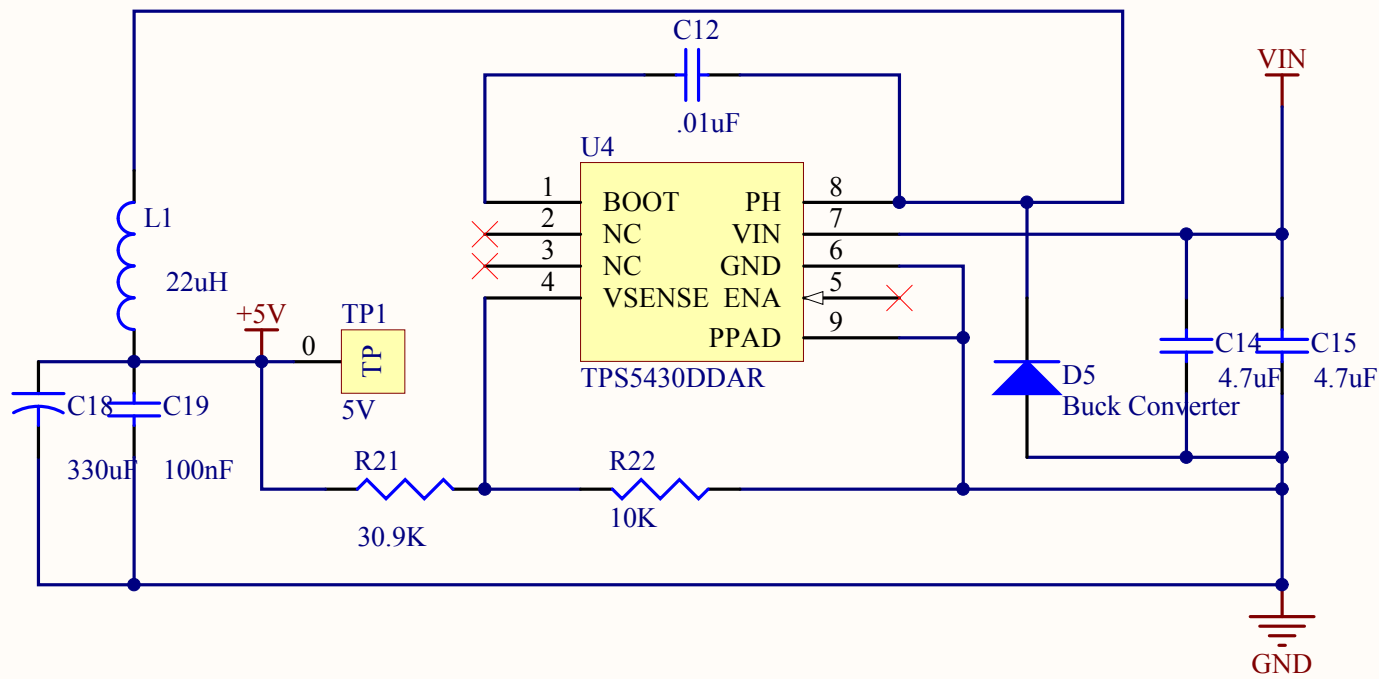 C12
.01uF
VIN
U4
1 BOOT PH 8
2 NC VIN 7
3 NC GND 6
4 VSENSE ENA 5
PPAD 9
TPS5430DDAR
L1
22uH
+5V
TP1
0
TP
5V
C18
330uF
C19
100nF
R21
30.9K
R22
10K
D5
Buck Converter
C14
4.7uF
C15
4.7uF
GND